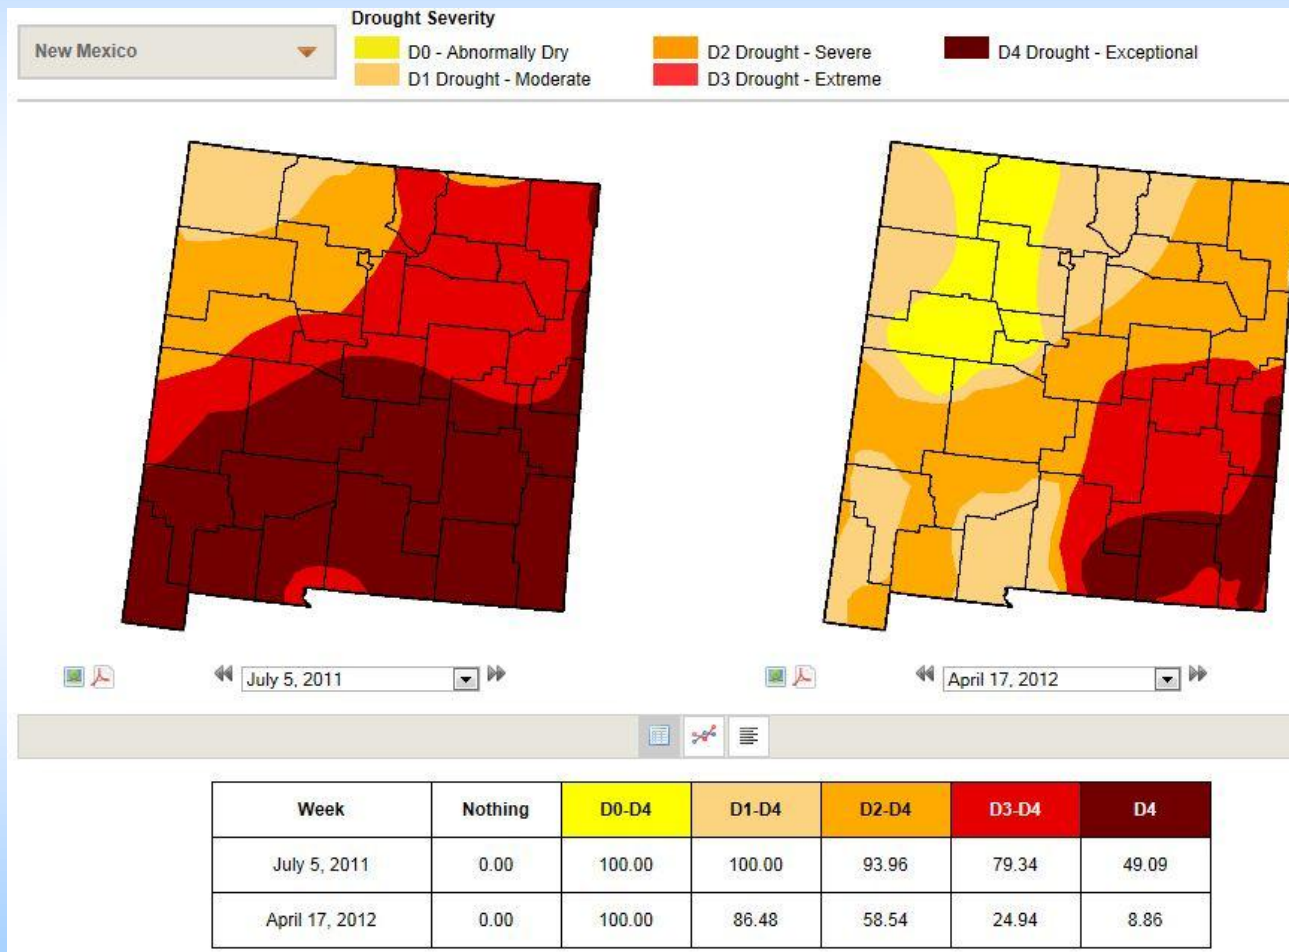 Drought Severity
New Mexico
D0 - Abnormally Dry
D2 Drought - Severe
D4 Drought - Exceptional
D1 Drought - Moderate
D3 Drought - Extreme
July 5, 2011
April 17, 2012
Week Nothing D0-D4 D1-D4 D2-D4 D3-D4 D4
July 5, 2011 0.00 100.00 100.00 93.96 79.34 49.09
April 17, 2012 0.00 100.00 86.48 58.54 24.94 8.86